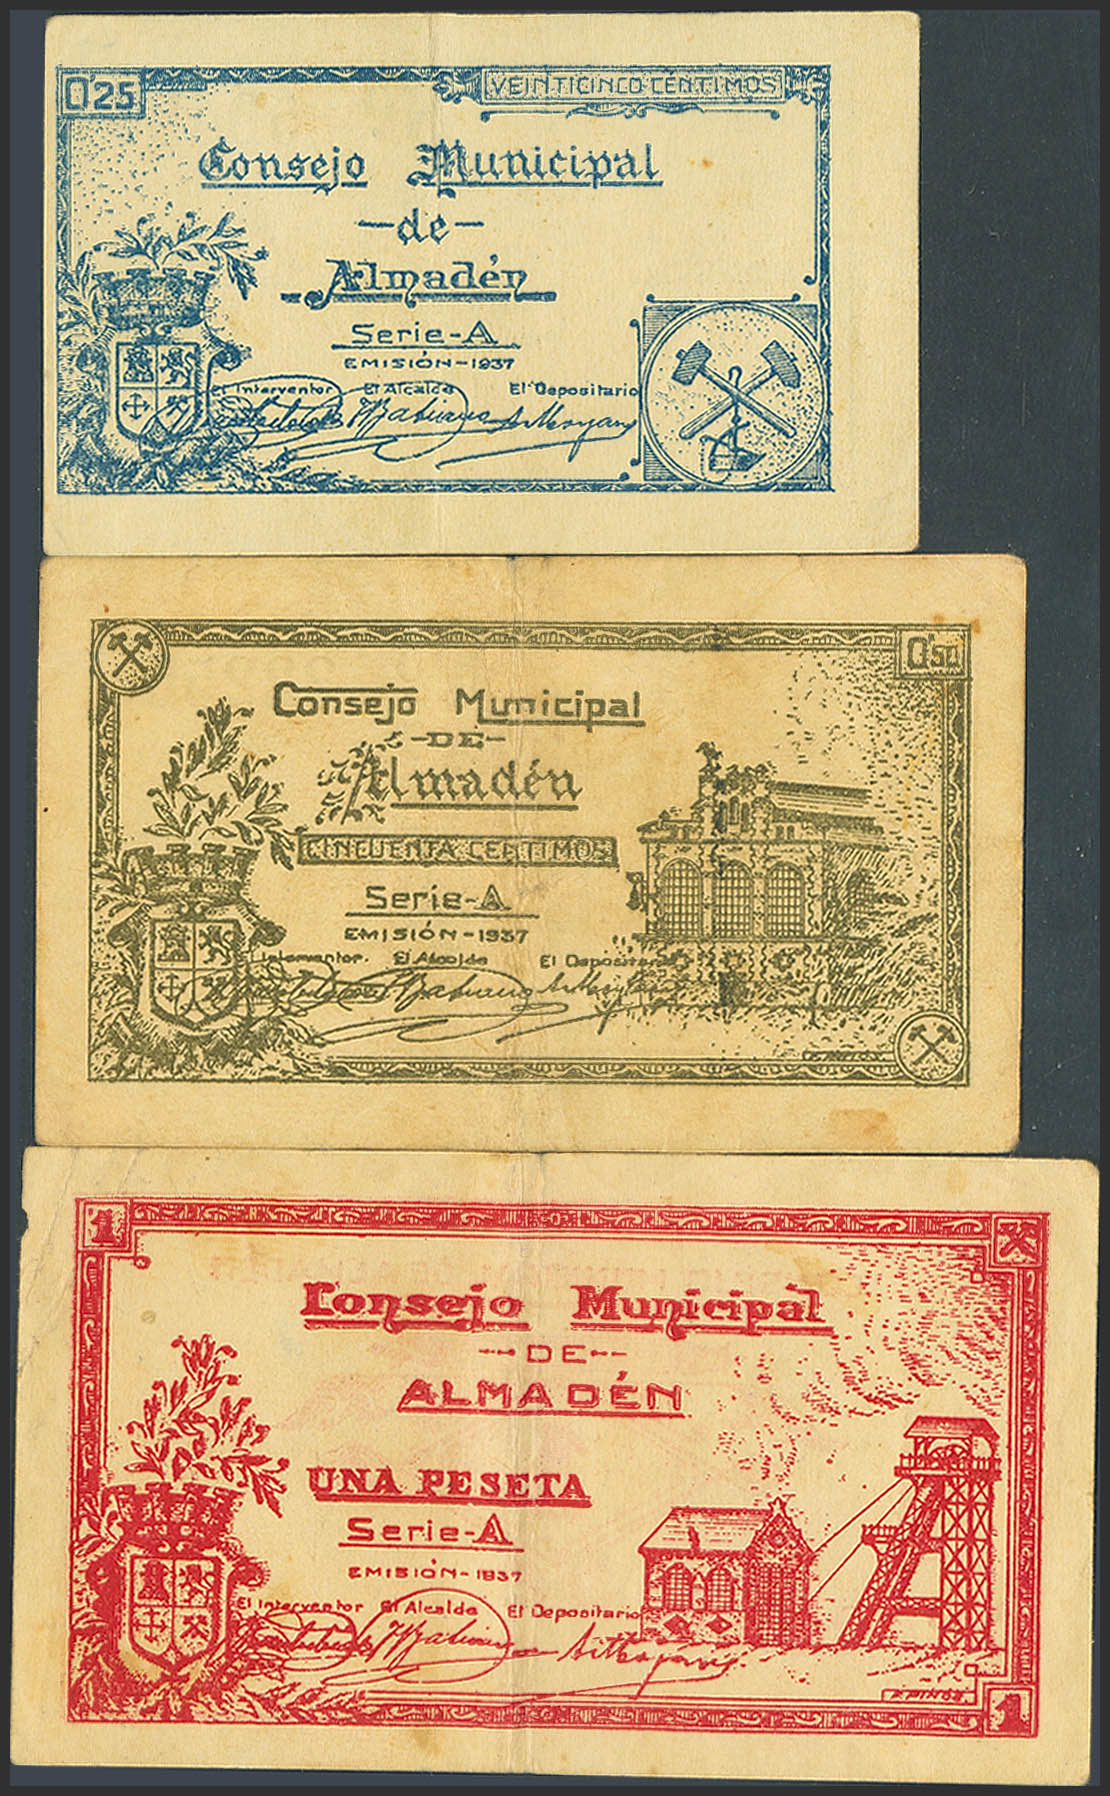 0'25
VEINTICINCO CÉNTIMOS
Consejo Municipal
-de-
Almadén
Serie-A
EMISIÓN-1937
El Interventor El Alcalde El Depositario
0'50
Consejo Municipal
-DE-
Almadén
CINCUENTA CENTIMOS
Serie-A
EMISIÓN-1937
Interventor. El Alcalde El Depositario
1
Consejo Municipal
-DE-
ALMADÉN
UNA PESETA
Serie-A
EMISIÓN-1937
El Interventor El Alcalde El Depositario
1